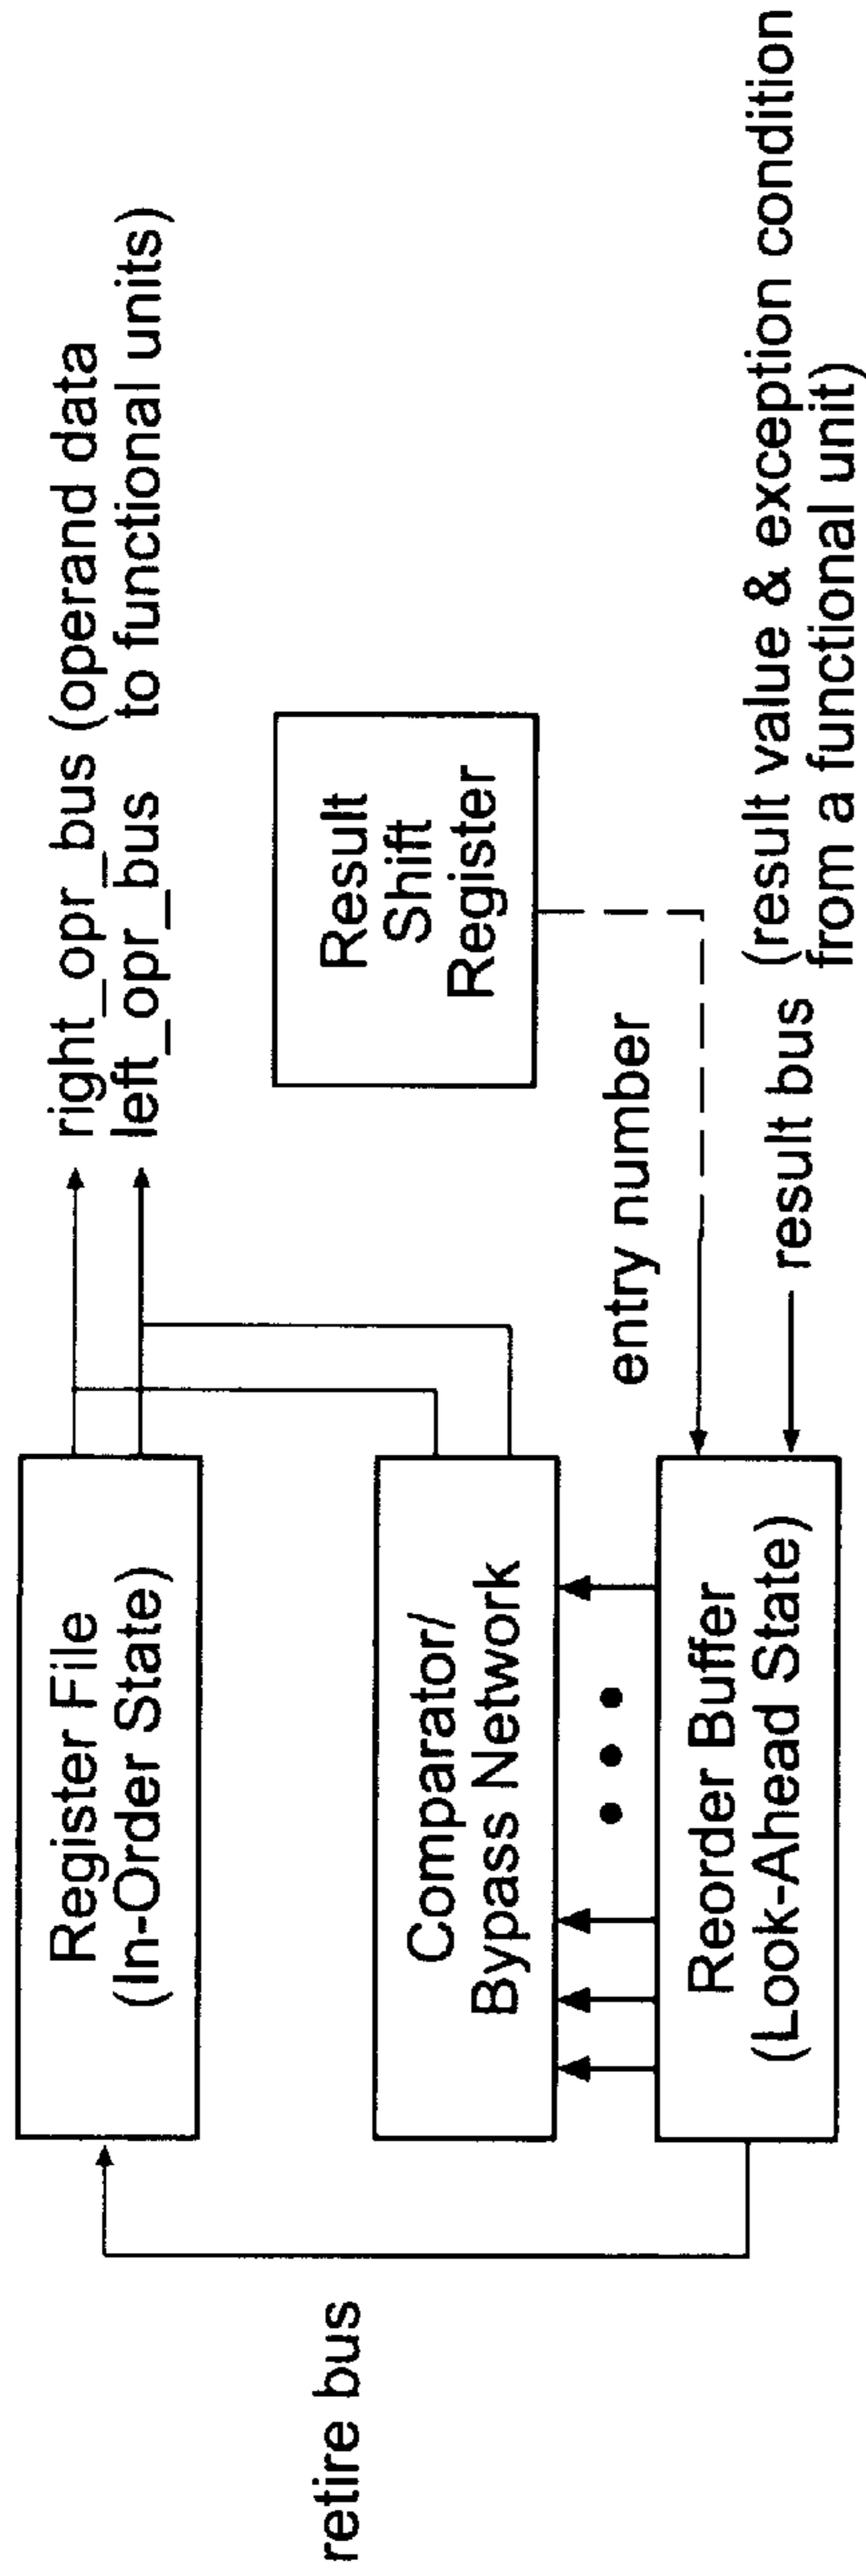 retire bus
Register File
(In-Order State)
right_opr_bus (operand data
left_opr_bus to functional units)
Comparator/
Bypass Network
Result
Shift
Register
entry number
Reorder Buffer
(Look-Ahead State)
result bus
(result value & exception condition
from a functional unit)